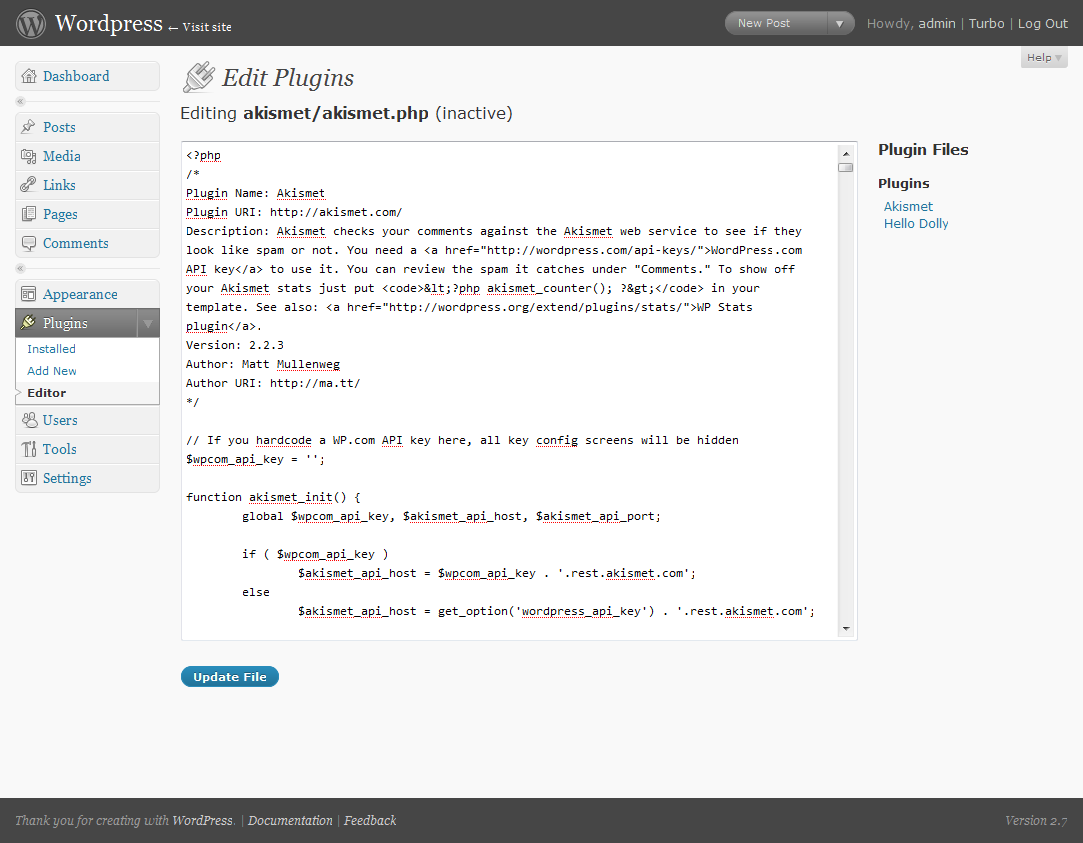 Wordpress ← Visit site
New Post
Howdy, admin | Turbo | Log Out
Help
Dashboard
«
Posts
Media
Links
Pages
Comments
«
Appearance
Plugins
Installed
Add New
Editor
Users
Tools
Settings
Edit Plugins
Editing akismet/akismet.php (inactive)
<?php
/*
Plugin Name: Akismet
Plugin URI: http://akismet.com/
Description: Akismet checks your comments against the Akismet web service to see if they
look like spam or not. You need a <a href="http://wordpress.com/api-keys/">WordPress.com
API key</a> to use it. You can review the spam it catches under "Comments." To show off
your Akismet stats just put <code>&lt;?php akismet_counter(); ?&gt;</code> in your
template. See also: <a href="http://wordpress.org/extend/plugins/stats/">WP Stats
plugin</a>.
Version: 2.2.3
Author: Matt Mullenweg
Author URI: http://ma.tt/
*/
// If you hardcode a WP.com API key here, all key config screens will be hidden
$wpcom_api_key = '';
function akismet_init() {
global $wpcom_api_key, $akismet_api_host, $akismet_api_port;
if ( $wpcom_api_key )
$akismet_api_host = $wpcom_api_key . '.rest.akismet.com';
else
$akismet_api_host = get_option('wordpress_api_key') . '.rest.akismet.com';
Update File
Plugin Files
Plugins
Akismet
Hello Dolly
Thank you for creating with WordPress. | Documentation | Feedback
Version 2.7